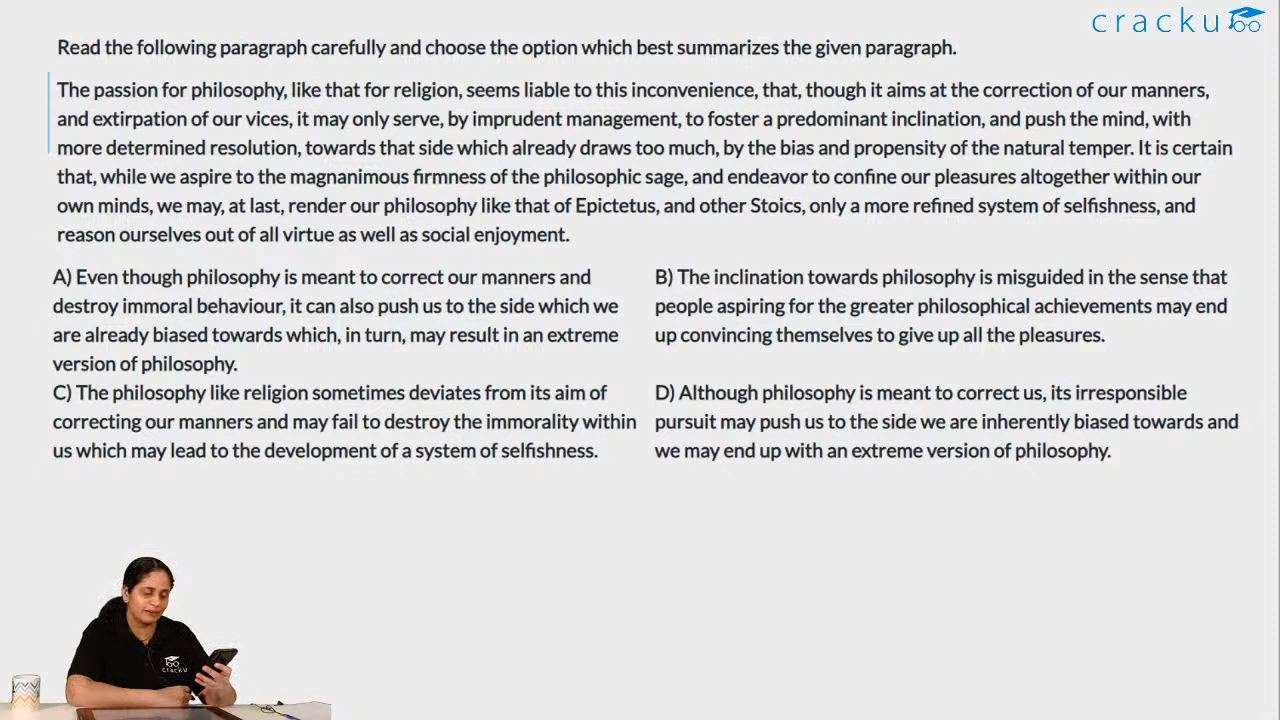 cracku
Read the following paragraph carefully and choose the option which best summarizes the given paragraph.
The passion for philosophy, like that for religion, seems liable to this inconvenience, that, though it aims at the correction of our manners,
and extirpation of our vices, it may only serve, by imprudent management, to foster a predominant inclination, and push the mind, with
more determined resolution, towards that side which already draws too much, by the bias and propensity of the natural temper. It is certain
that, while we aspire to the magnanimous firmness of the philosophic sage, and endeavor to confine our pleasures altogether within our
own minds, we may, at last, render our philosophy like that of Epictetus, and other Stoics, only a more refined system of selfishness, and
reason ourselves out of all virtue as well as social enjoyment.
A) Even though philosophy is meant to correct our manners and
destroy immoral behaviour, it can also push us to the side which we
are already biased towards which, in turn, may result in an extreme
version of philosophy.
B) The inclination towards philosophy is misguided in the sense that
people aspiring for the greater philosophical achievements may end
up convincing themselves to give up all the pleasures.
C) The philosophy like religion sometimes deviates from its aim of
correcting our manners and may fail to destroy the immorality within
us which may lead to the development of a system of selfishness.
D) Although philosophy is meant to correct us, its irresponsible
pursuit may push us to the side we are inherently biased towards and
we may end up with an extreme version of philosophy.
cracku